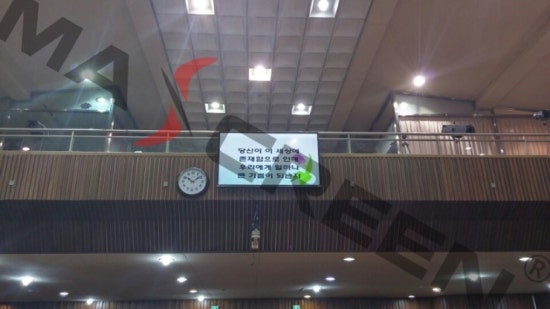 MAXSCREEN®
당신이 이 세상에
존재함으로 인해
우리에게 얼마나
큰 기쁨이 되는지